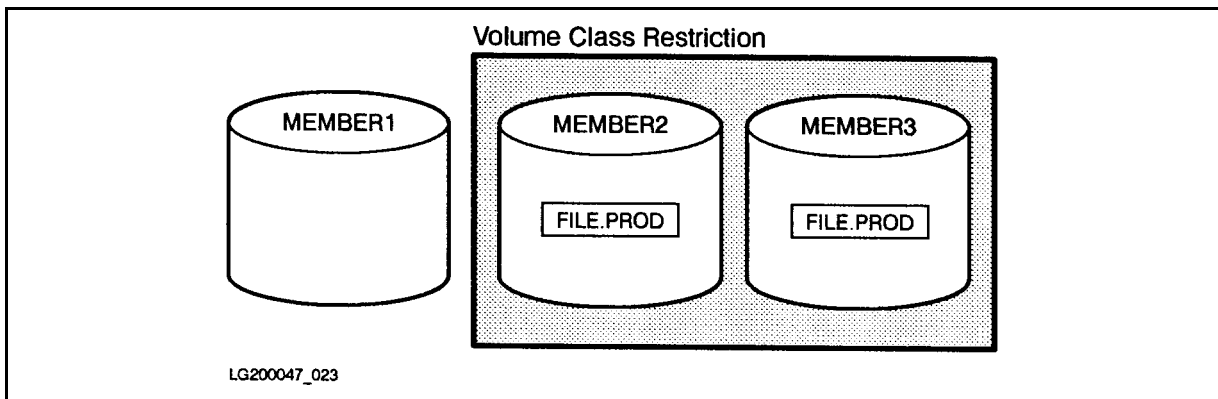 Volume Class Restriction
MEMBER1
MEMBER2
MEMBER3
FILE.PROD
FILE.PROD
LG200047_023